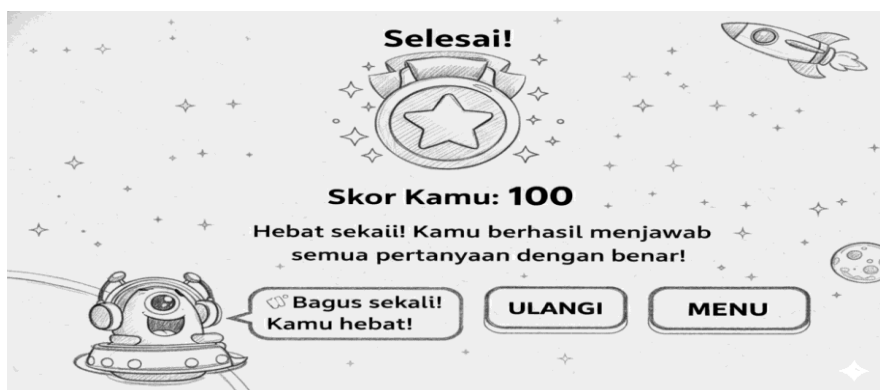 Selesai!
Skor Kamu: 100
Hebat sekaii! Kamu berhasil menjawab
semua pertanyaan dengan benar!
Bagus sekali!
Kamu hebat!
ULANGI
MENU